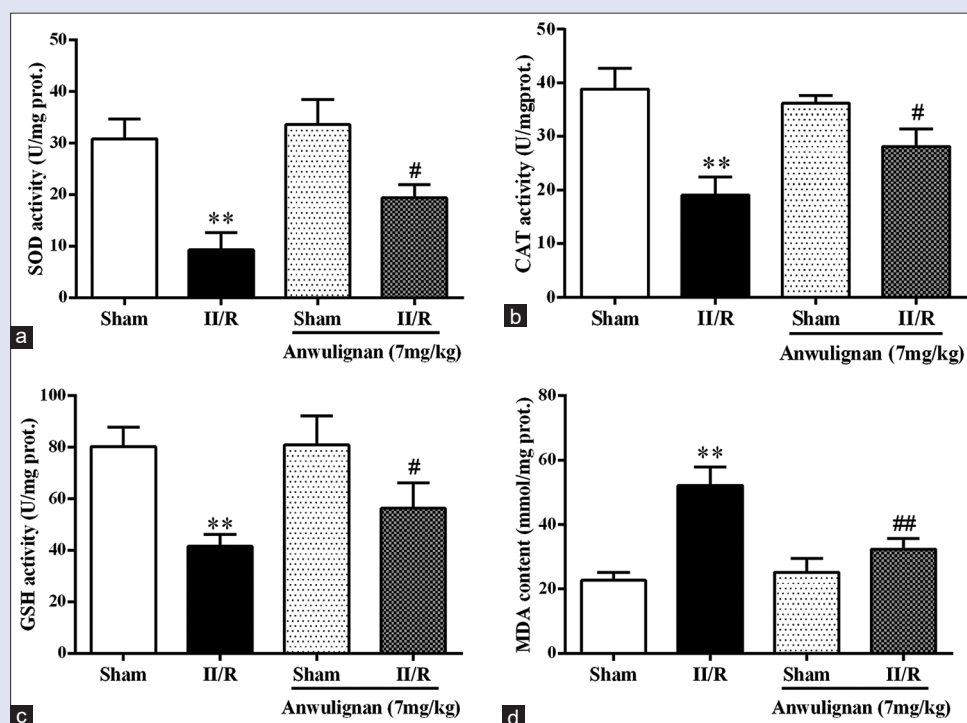 50
40
30
20
10
0
SOD activity (U/mg prot.)
**
#
Sham II/R Sham II/R
Anwulignan (7mg/kg)
a
50
40
30
20
10
0
CAT activity (U/mgprot.)
**
#
Sham II/R Sham II/R
Anwulignan (7mg/kg)
b
100
80
60
40
20
0
GSH activity (U/mg prot.)
**
#
Sham II/R Sham II/R
Anwulignan (7mg/kg)
c
80
60
40
20
0
MDA content (mmol/mg prot.)
**
##
Sham II/R Sham II/R
Anwulignan (7mg/kg)
d